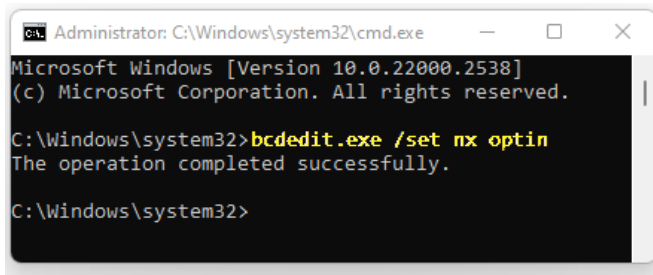 Administrator: C:\Windows\system32\cmd.exe
Microsoft Windows [Version 10.0.22000.2538]
(c) Microsoft Corporation. All rights reserved.
C:\Windows\system32>bcdedit.exe /set nx optin
The operation completed successfully.
C:\Windows\system32>